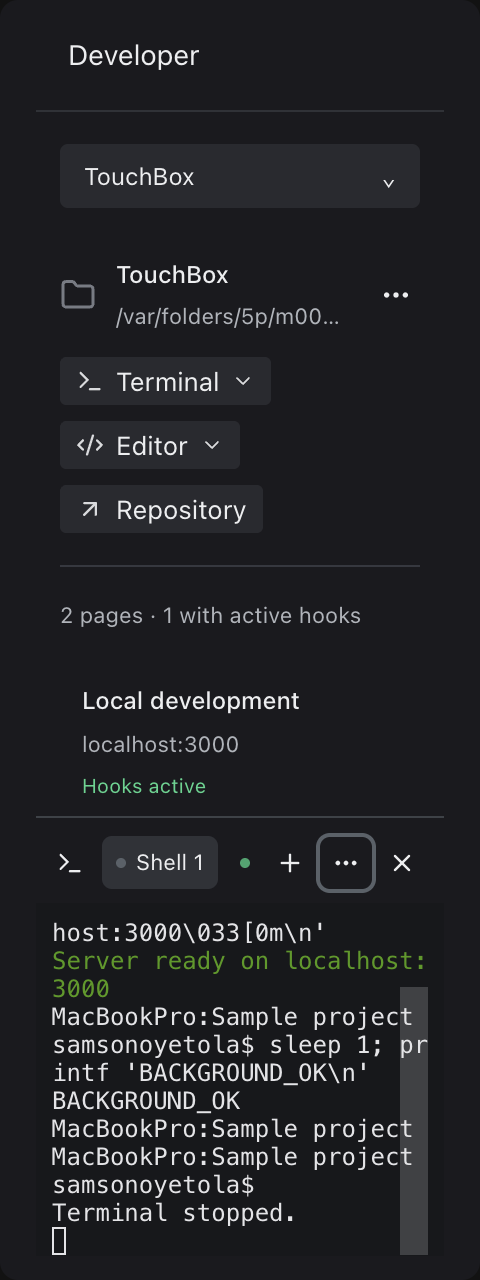 Developer
TouchBox
TouchBox
/var/folders/5p/m00...
Terminal
Editor
Repository
2 pages · 1 with active hooks
Local development
localhost:3000
Hooks active
Shell 1
host:3000\033[0m\n'
Server ready on localhost:
3000
MacBookPro:Sample project
samsonoyetola$ sleep 1; pr
intf 'BACKGROUND_OK\n'
BACKGROUND_OK
MacBookPro:Sample project
MacBookPro:Sample project
samsonoyetola$
Terminal stopped.